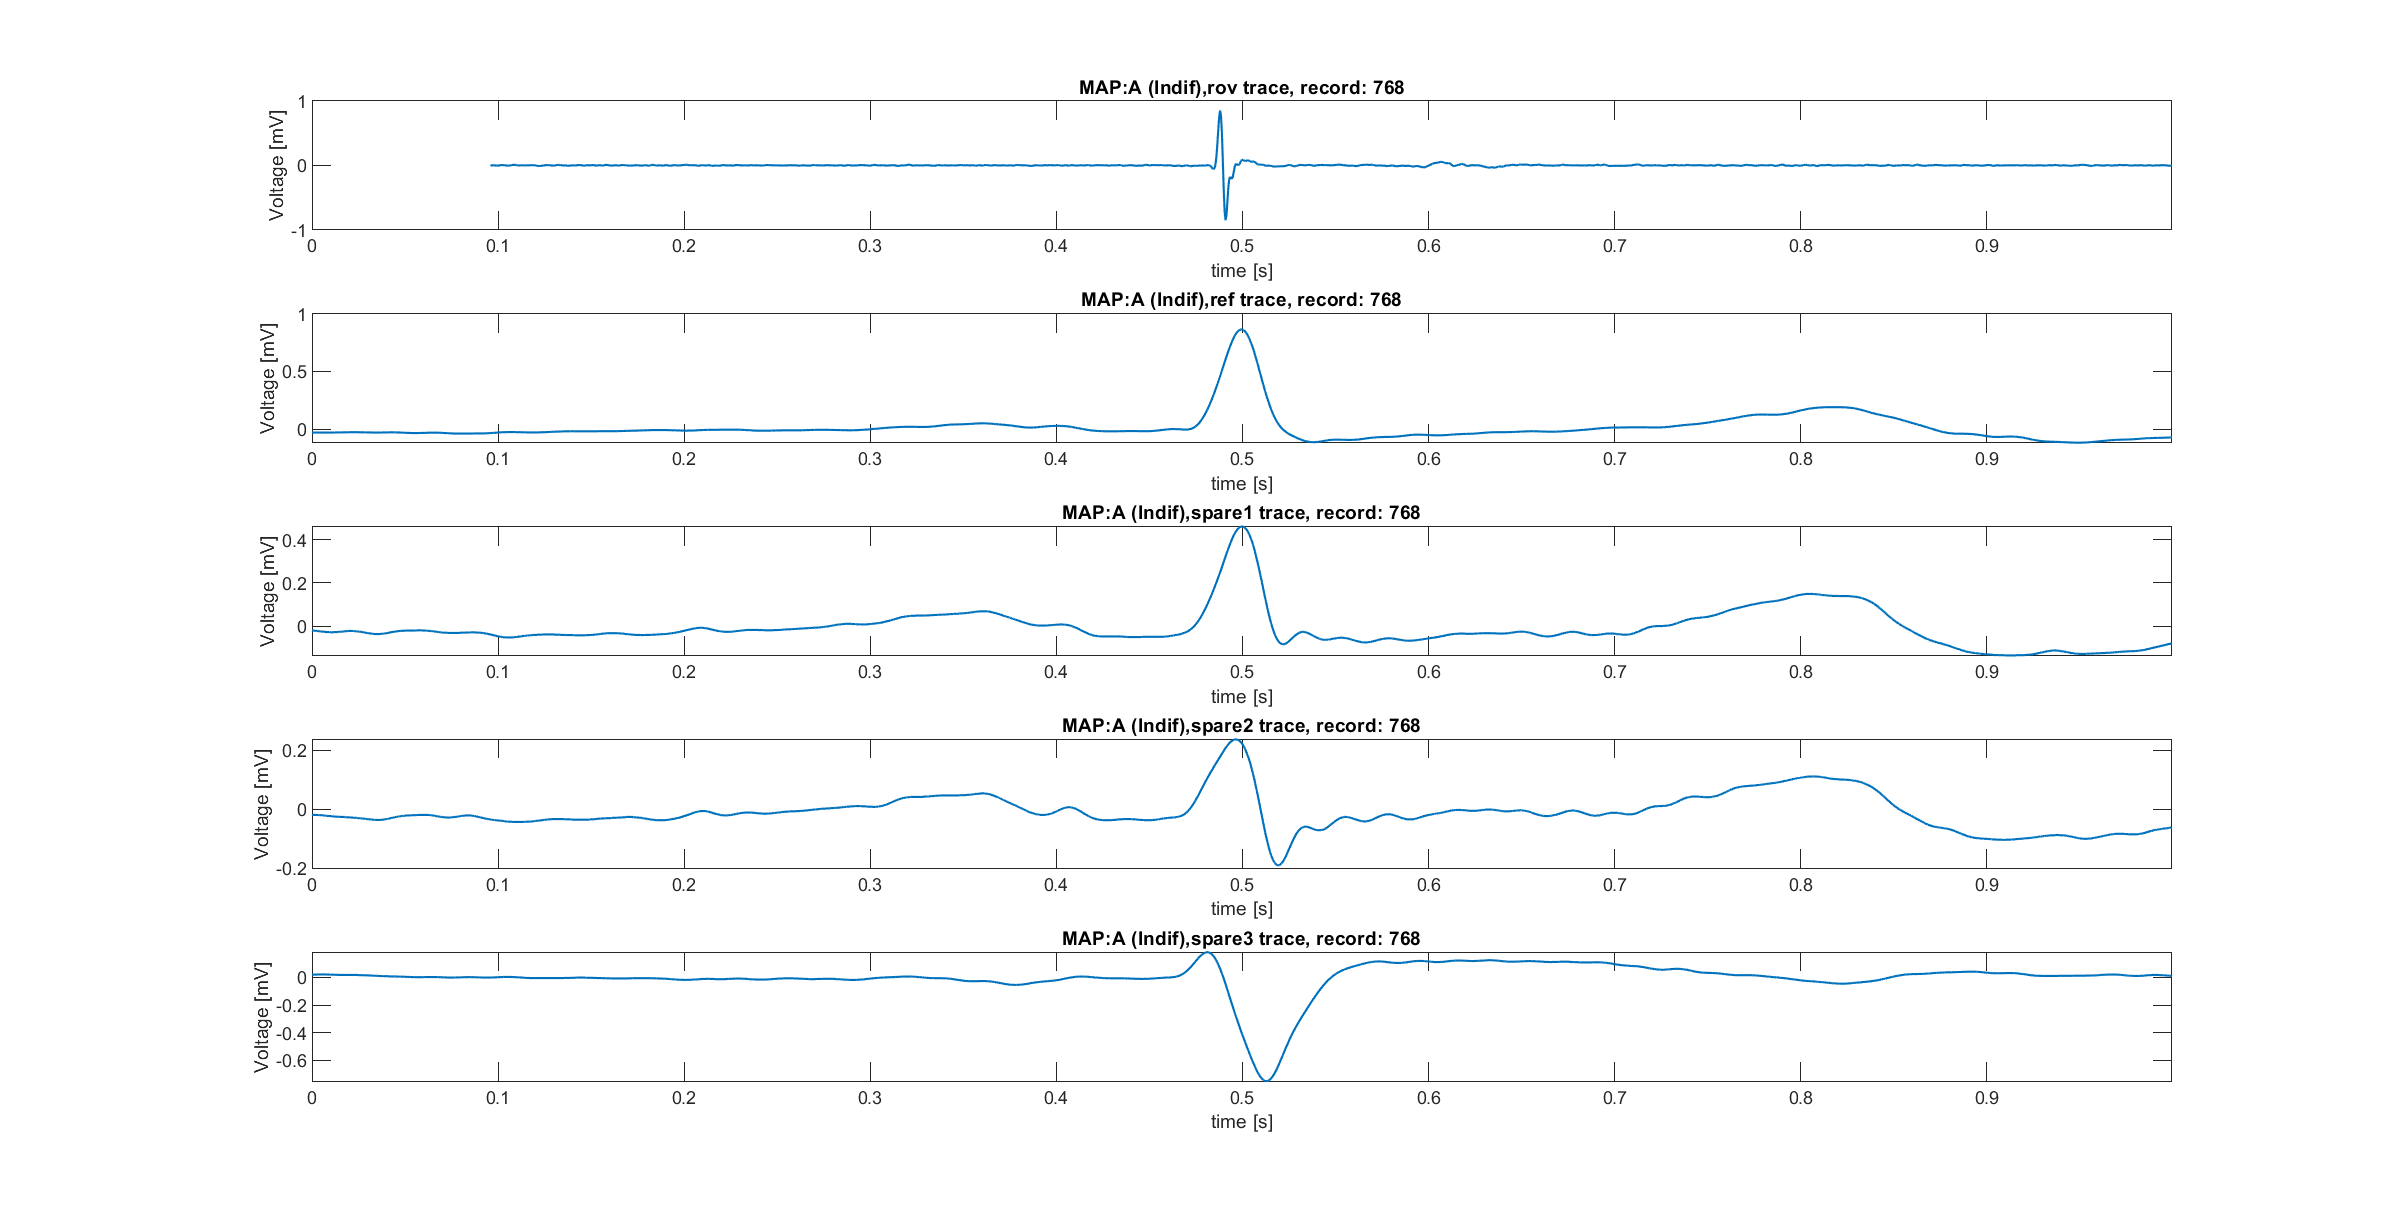 MAP:A (Indif),rov trace, record: 768
Voltage [mV]
1
0
-1
0 0.1 0.2 0.3 0.4 0.5 0.6 0.7 0.8 0.9
time [s]
MAP:A (Indif),ref trace, record: 768
Voltage [mV]
1
0.5
0
0 0.1 0.2 0.3 0.4 0.5 0.6 0.7 0.8 0.9
time [s]
MAP:A (Indif),spare1 trace, record: 768
Voltage [mV]
0.4
0.2
0
0 0.1 0.2 0.3 0.4 0.5 0.6 0.7 0.8 0.9
time [s]
MAP:A (Indif),spare2 trace, record: 768
Voltage [mV]
0.2
0
-0.2
0 0.1 0.2 0.3 0.4 0.5 0.6 0.7 0.8 0.9
time [s]
MAP:A (Indif),spare3 trace, record: 768
Voltage [mV]
0
-0.2
-0.4
-0.6
0 0.1 0.2 0.3 0.4 0.5 0.6 0.7 0.8 0.9
time [s]